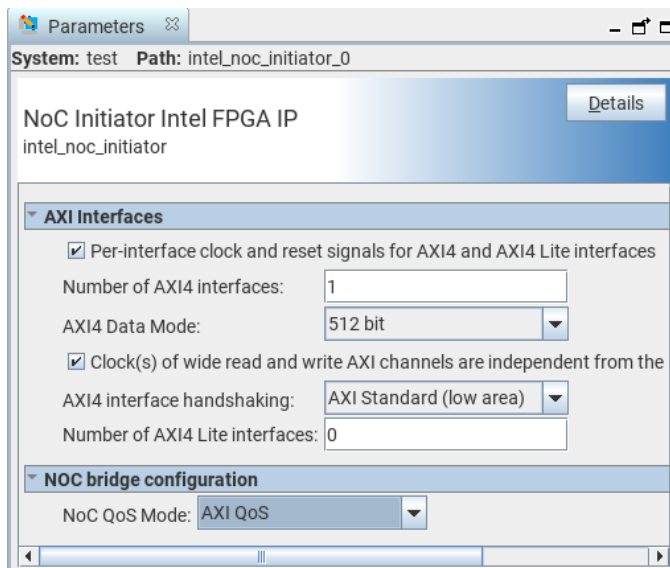 Parameters
System: test Path: intel_noc_initiator_0
NoC Initiator Intel FPGA IP
Details
intel_noc_initiator
AXI Interfaces
Per-interface clock and reset signals for AXI4 and AXI4 Lite interfaces
Number of AXI4 interfaces: 1
AXI4 Data Mode: 512 bit
Clock(s) of wide read and write AXI channels are independent from the
AXI4 interface handshaking: AXI Standard (low area)
Number of AXI4 Lite interfaces: 0
NOC bridge configuration
NoC QoS Mode: AXI QoS